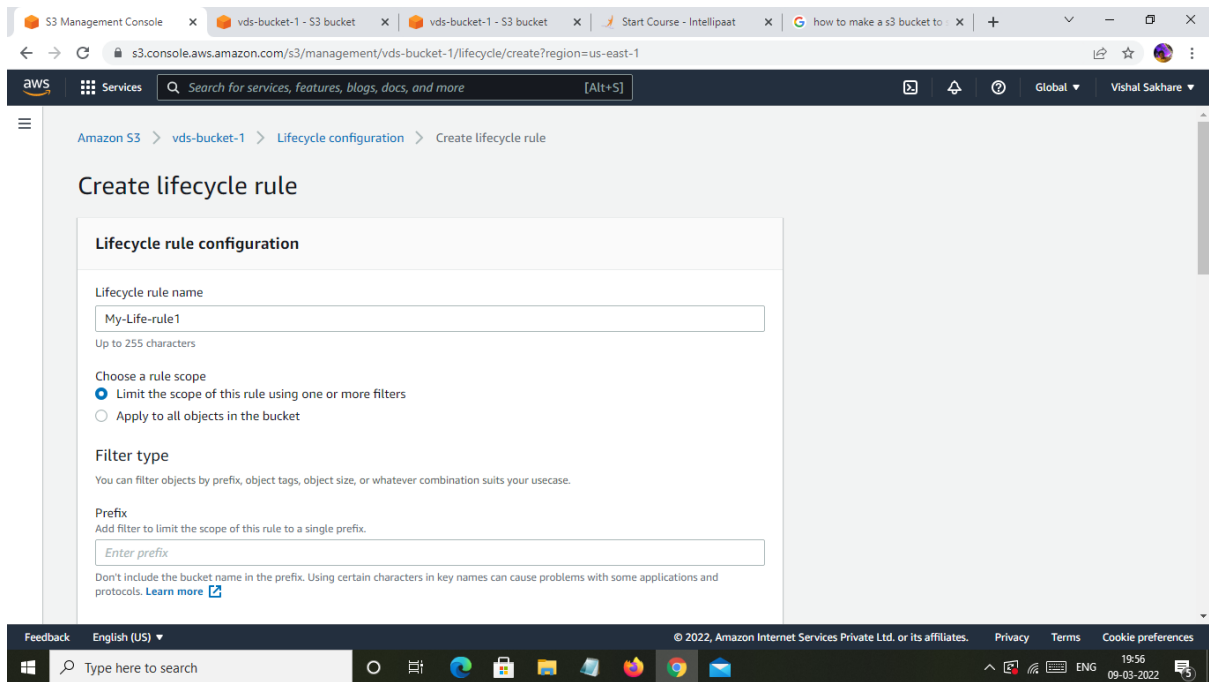 S3 Management Console
vds-bucket-1 - S3 bucket
vds-bucket-1 - S3 bucket
Start Course - Intellipaat
how to make a s3 bucket to
s3.console.aws.amazon.com/s3/management/vds-bucket-1/lifecycle/create?region=us-east-1
aws
Services
Search for services, features, blogs, docs, and more
[Alt+S]
Global
Vishal Sakhare
Amazon S3
vds-bucket-1
Lifecycle configuration
Create lifecycle rule
Create lifecycle rule
Lifecycle rule configuration
Lifecycle rule name
My-Life-rule1
Up to 255 characters
Choose a rule scope
Limit the scope of this rule using one or more filters
Apply to all objects in the bucket
Filter type
You can filter objects by prefix, object tags, object size, or whatever combination suits your usecase.
Prefix
Add filter to limit the scope of this rule to a single prefix.
Enter prefix
Don't include the bucket name in the prefix. Using certain characters in key names can cause problems with some applications and
protocols. Learn more
Feedback
English (US)
© 2022, Amazon Internet Services Private Ltd. or its affiliates.
Privacy
Terms
Cookie preferences
Type here to search
ENG
19:56
09-03-2022
5